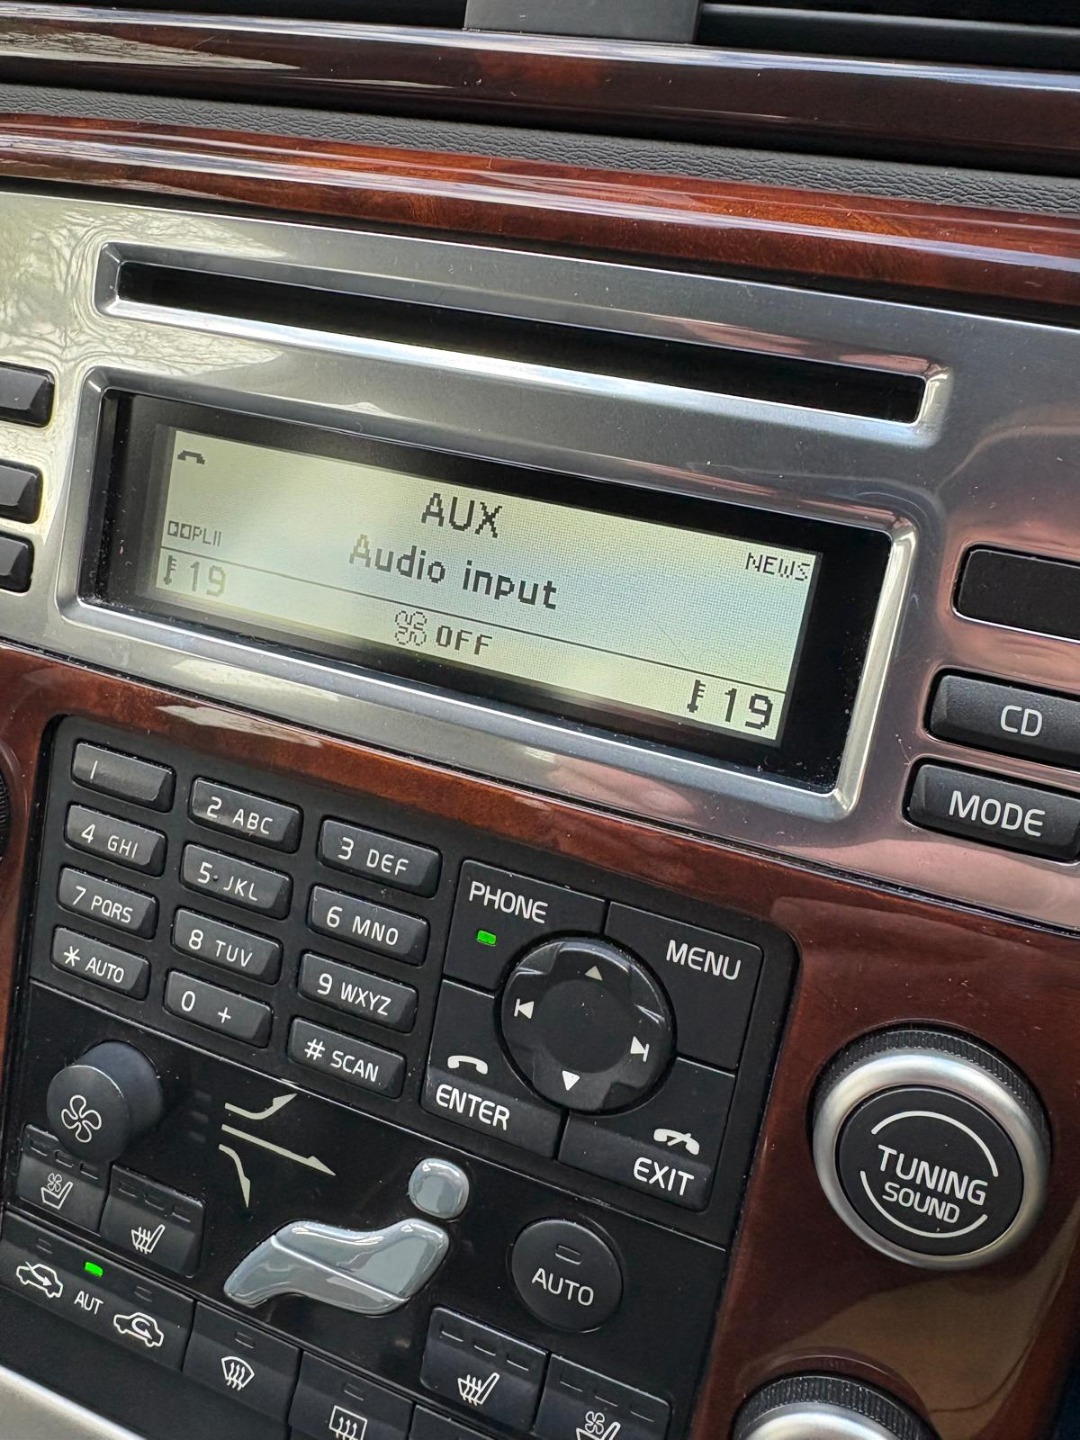 AUX
PLII
Audio input
NEWS
19
OFF
19
CD
MODE
1
2 ABC
3 DEF
4 GHI
5 JKL
6 MNO
7 PQRS
8 TUV
9 WXYZ
* AUTO
0 +
# SCAN
PHONE
MENU
ENTER
EXIT
TUNING
SOUND
AUTO
AUT